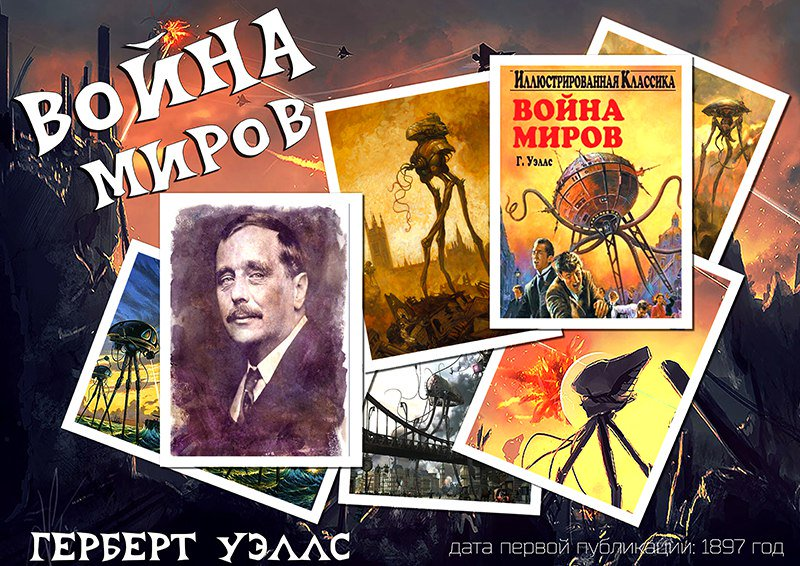 ВОЙНА
МИРОВ
Иллюстрированная Классика
ВОЙНА
МИРОВ
Г. Уэллс
ГЕРБЕРТ УЭЛЛС
дата первой публикации: 1897 год